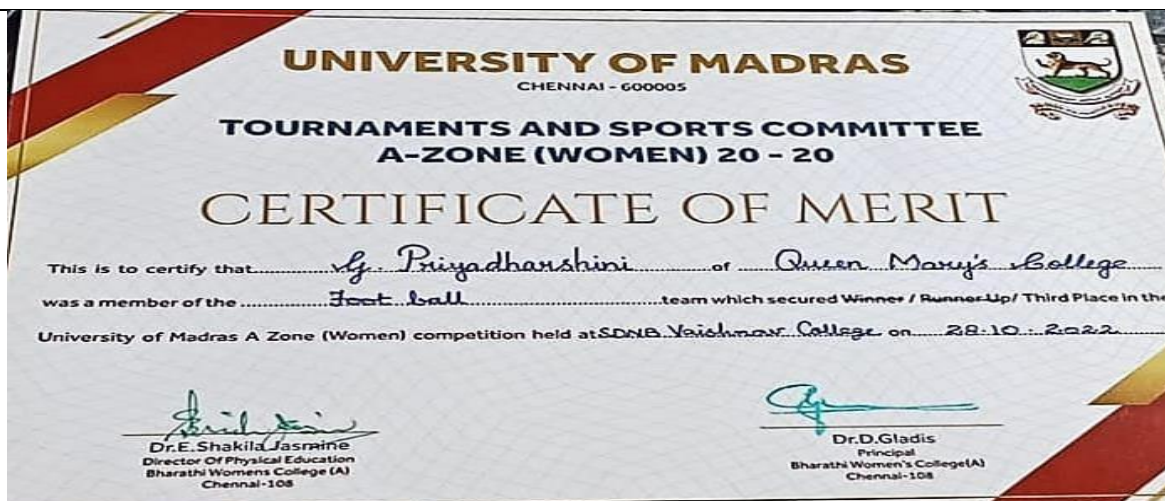 UNIVERSITY OF MADRAS
CHENNAI - 600005
TOURNAMENTS AND SPORTS COMMITTEE
A-ZONE (WOMEN) 20 - 20
CERTIFICATE OF MERIT
This is to certify that G. Priyadharshini of Queen Mary's College
was a member of the Foot ball team which secured Winner / Runner Up / Third Place in the
University of Madras A Zone (Women) competition held at SDNB Vaishnav College on 28.10.2022
Dr.E.Shakila Jasmine
Director Of Physical Education
Bharathi Womens College (A)
Chennai-108
Dr.D.Gladis
Principal
Bharathi Women's College(A)
Chennai-108